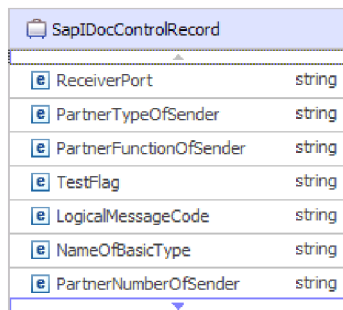 SapIDocControlRecord
e ReceiverPort string
e PartnerTypeOfSender string
e PartnerFunctionOfSender string
e TestFlag string
e LogicalMessageCode string
e NameOfBasicType string
e PartnerNumberOfSender string